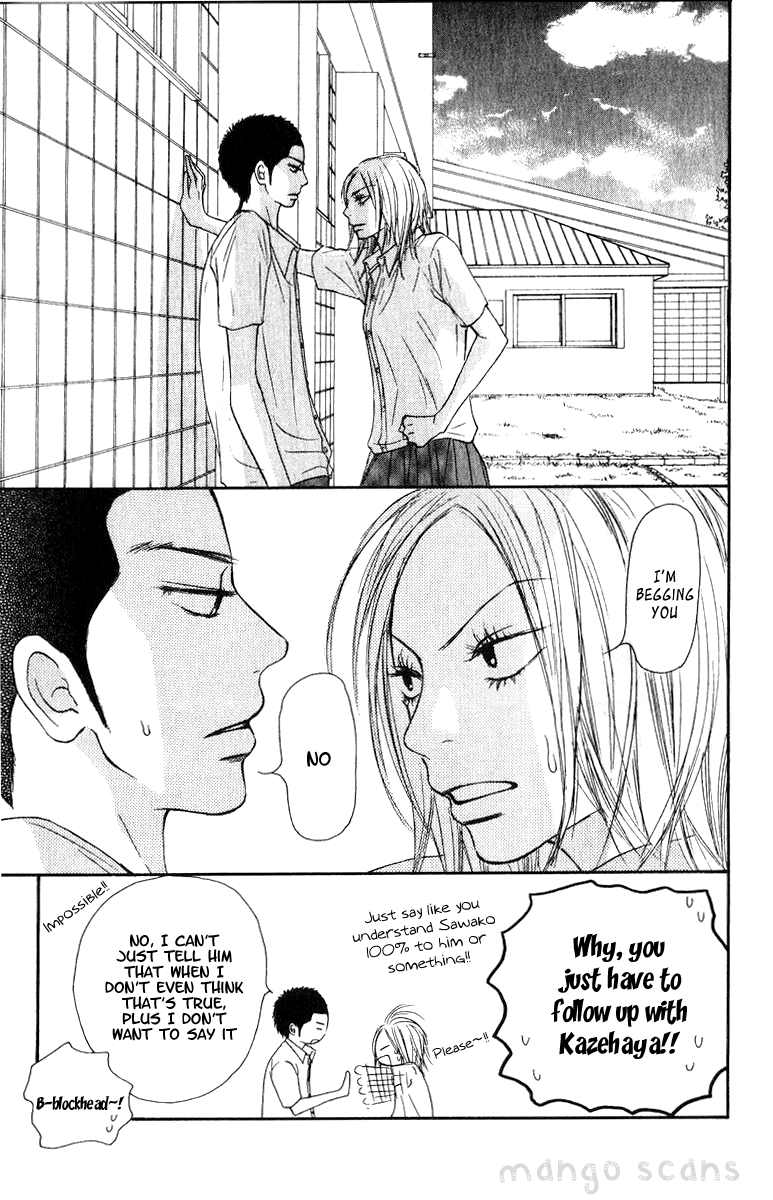 I'M
BEGGING
YOU
NO
Why, you
just have to
follow up with
Kazehaya!!
Just say like you
understand Sawako
100% to him or
something!!
Please~!!
Impossible!!
NO, I CAN'T
JUST TELL HIM
THAT WHEN I
DON'T EVEN THINK
THAT'S TRUE,
PLUS I DON'T
WANT TO SAY IT
B-blockhead~!
mango scans